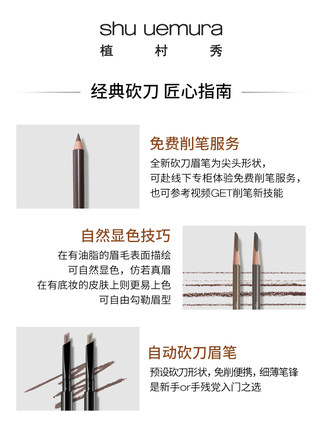 shu uemura
植村秀
经典砍刀 匠心指南
免费削笔服务
全新砍刀眉笔为尖头形状，
可赴线下专柜体验免费削笔服务，
也可参考视频GET削笔新技能
自然显色技巧
在有油脂的眉毛表面描写
可自然显色，仿若真眉
在有底妆的皮肤上则更易上色
可自由勾勒眉型
自动砍刀眉笔
预设砍刀形状，免削便携，细薄笔锋
是新手or手残党入门之选